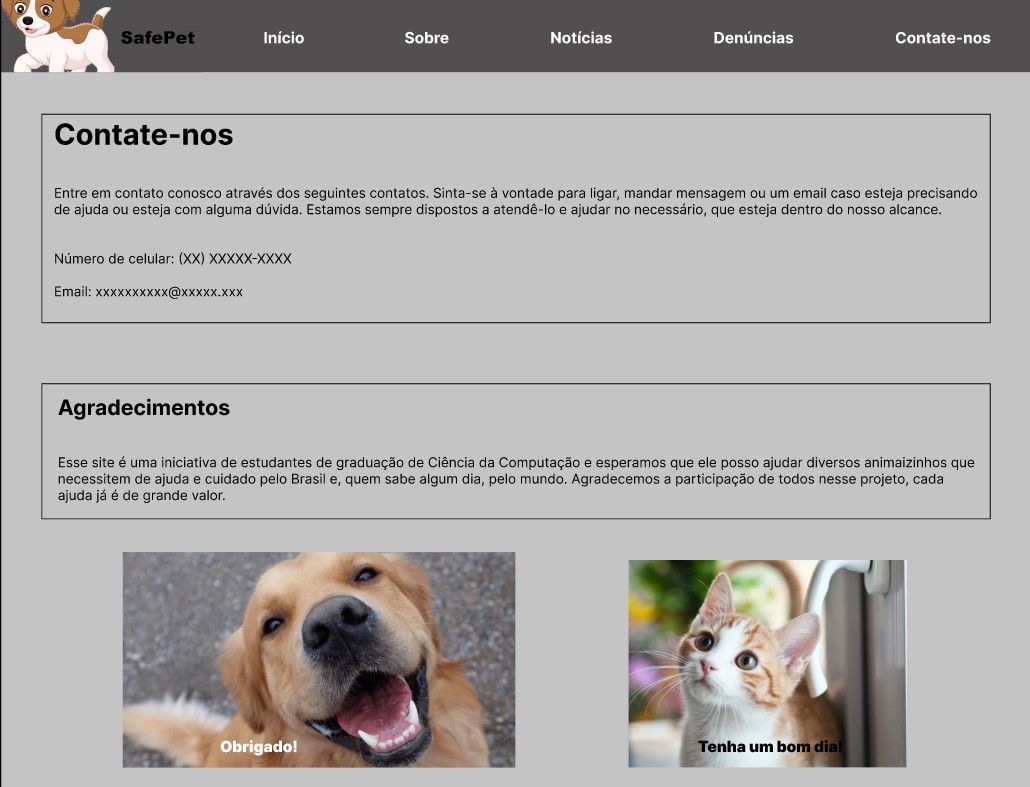 SafePet Início Sobre Notícias Denúncias Contate-nos
Contate-nos
Entre em contato conosco através dos seguintes contatos. Sinta-se à vontade para ligar, mandar mensagem ou um email caso esteja precisando
de ajuda ou esteja com alguma dúvida. Estamos sempre dispostos a atendê-lo e ajudar no necessário, que esteja dentro do nosso alcance.
Número de celular: (XX) XXXXX-XXXX
Email: xxxxxxxxxx@xxxxx.xxx
Agradecimentos
Esse site é uma iniciativa de estudantes de graduação de Ciência da Computação e esperamos que ele posso ajudar diversos animaizinhos que
necessitem de ajuda e cuidado pelo Brasil e, quem sabe algum dia, pelo mundo. Agradecemos a participação de todos nesse projeto, cada
ajuda já é de grande valor.
Obrigado!
Tenha um bom dia!